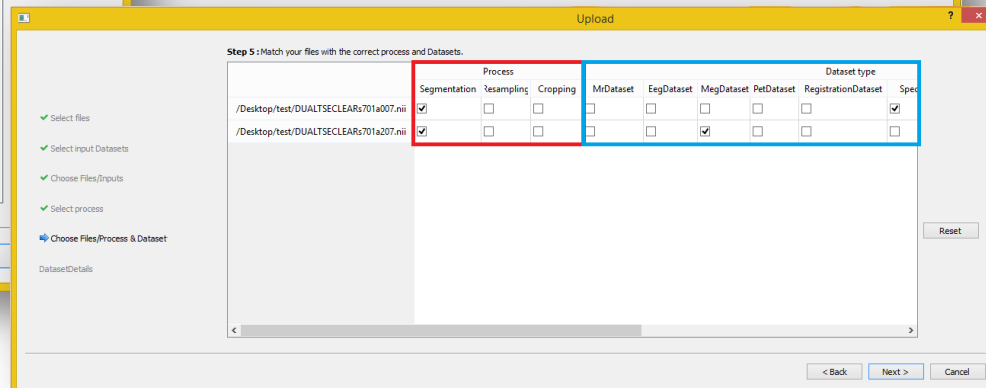 Upload
?
×
Step 5 : Match your files with the correct process and Datasets.
Process
Dataset type
Segmentation Resampling Cropping MrDataset EegDataset MegDataset PetDataset RegistrationDataset Spec
/Desktop/test/DUALTSECLEARs701a007.nii
/Desktop/test/DUALTSECLEARs701a207.nii
Select files
Select input Datasets
Choose Files/Inputs
Select process
Choose Files/Process & Dataset
DatasetDetails
Reset
< Back
Next >
Cancel